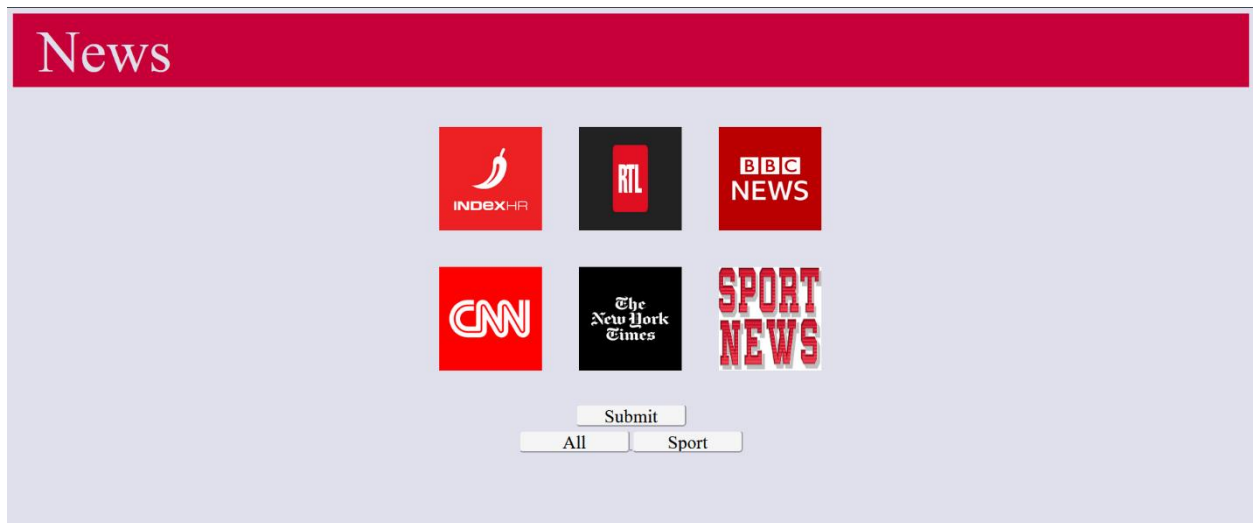 News
INDEXHR
RTL
BBC
NEWS
CNN
The
New York
Times
SPORT
NEWS
Submit
All
Sport